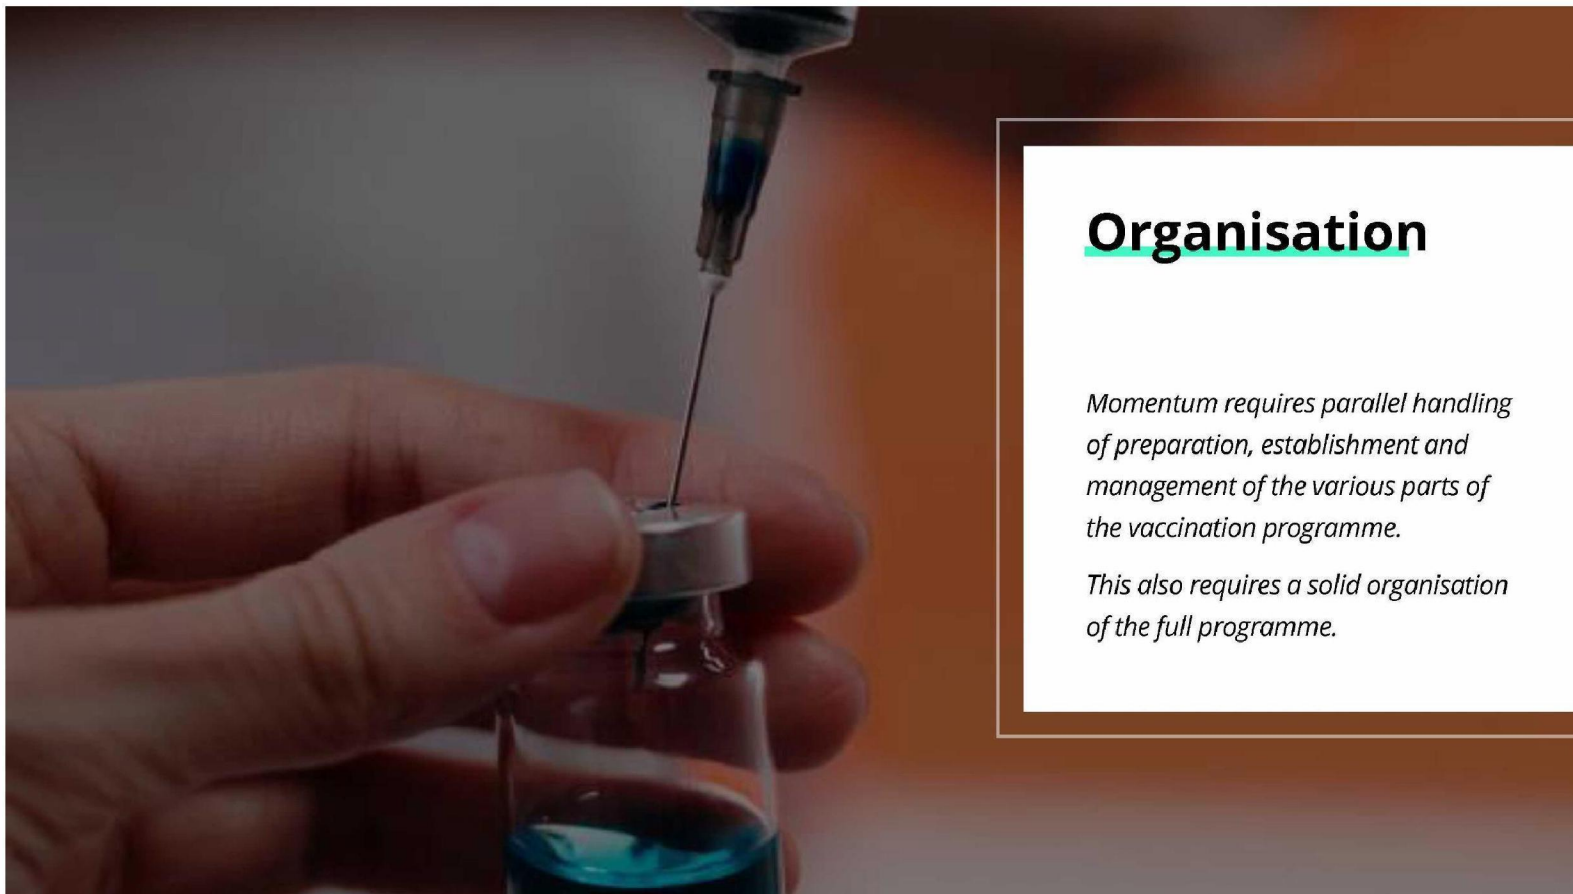 Organisation
Momentum requires parallel handling
of preparation, establishment and
management of the various parts of
the vaccination programme.
This also requires a solid organisation
of the full programme.